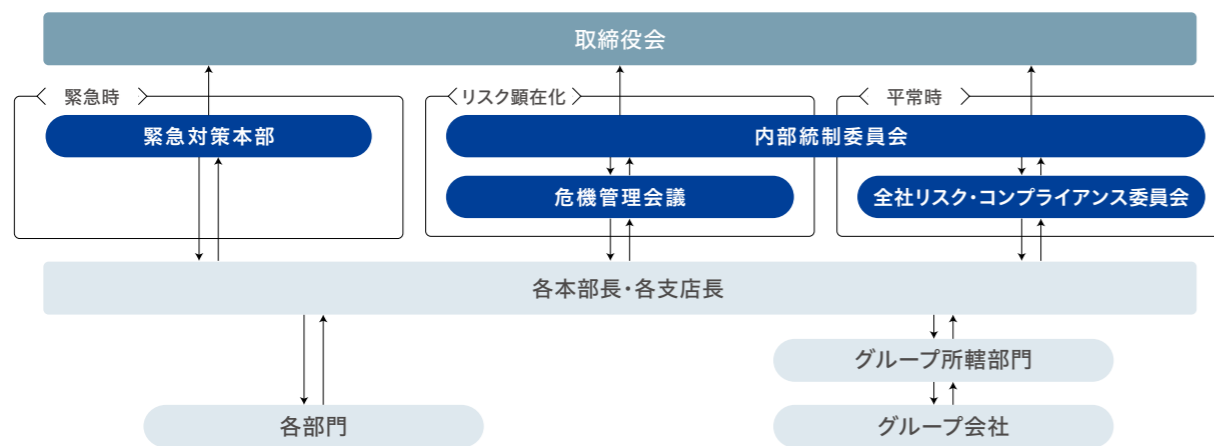 取締役会
緊急時
リスク顕在化
平常時
緊急対策本部
内部統制委員会
危機管理会議
全社リスク・コンプライアンス委員会
各本部長・各支店長
グループ所轄部門
各部門
グループ会社